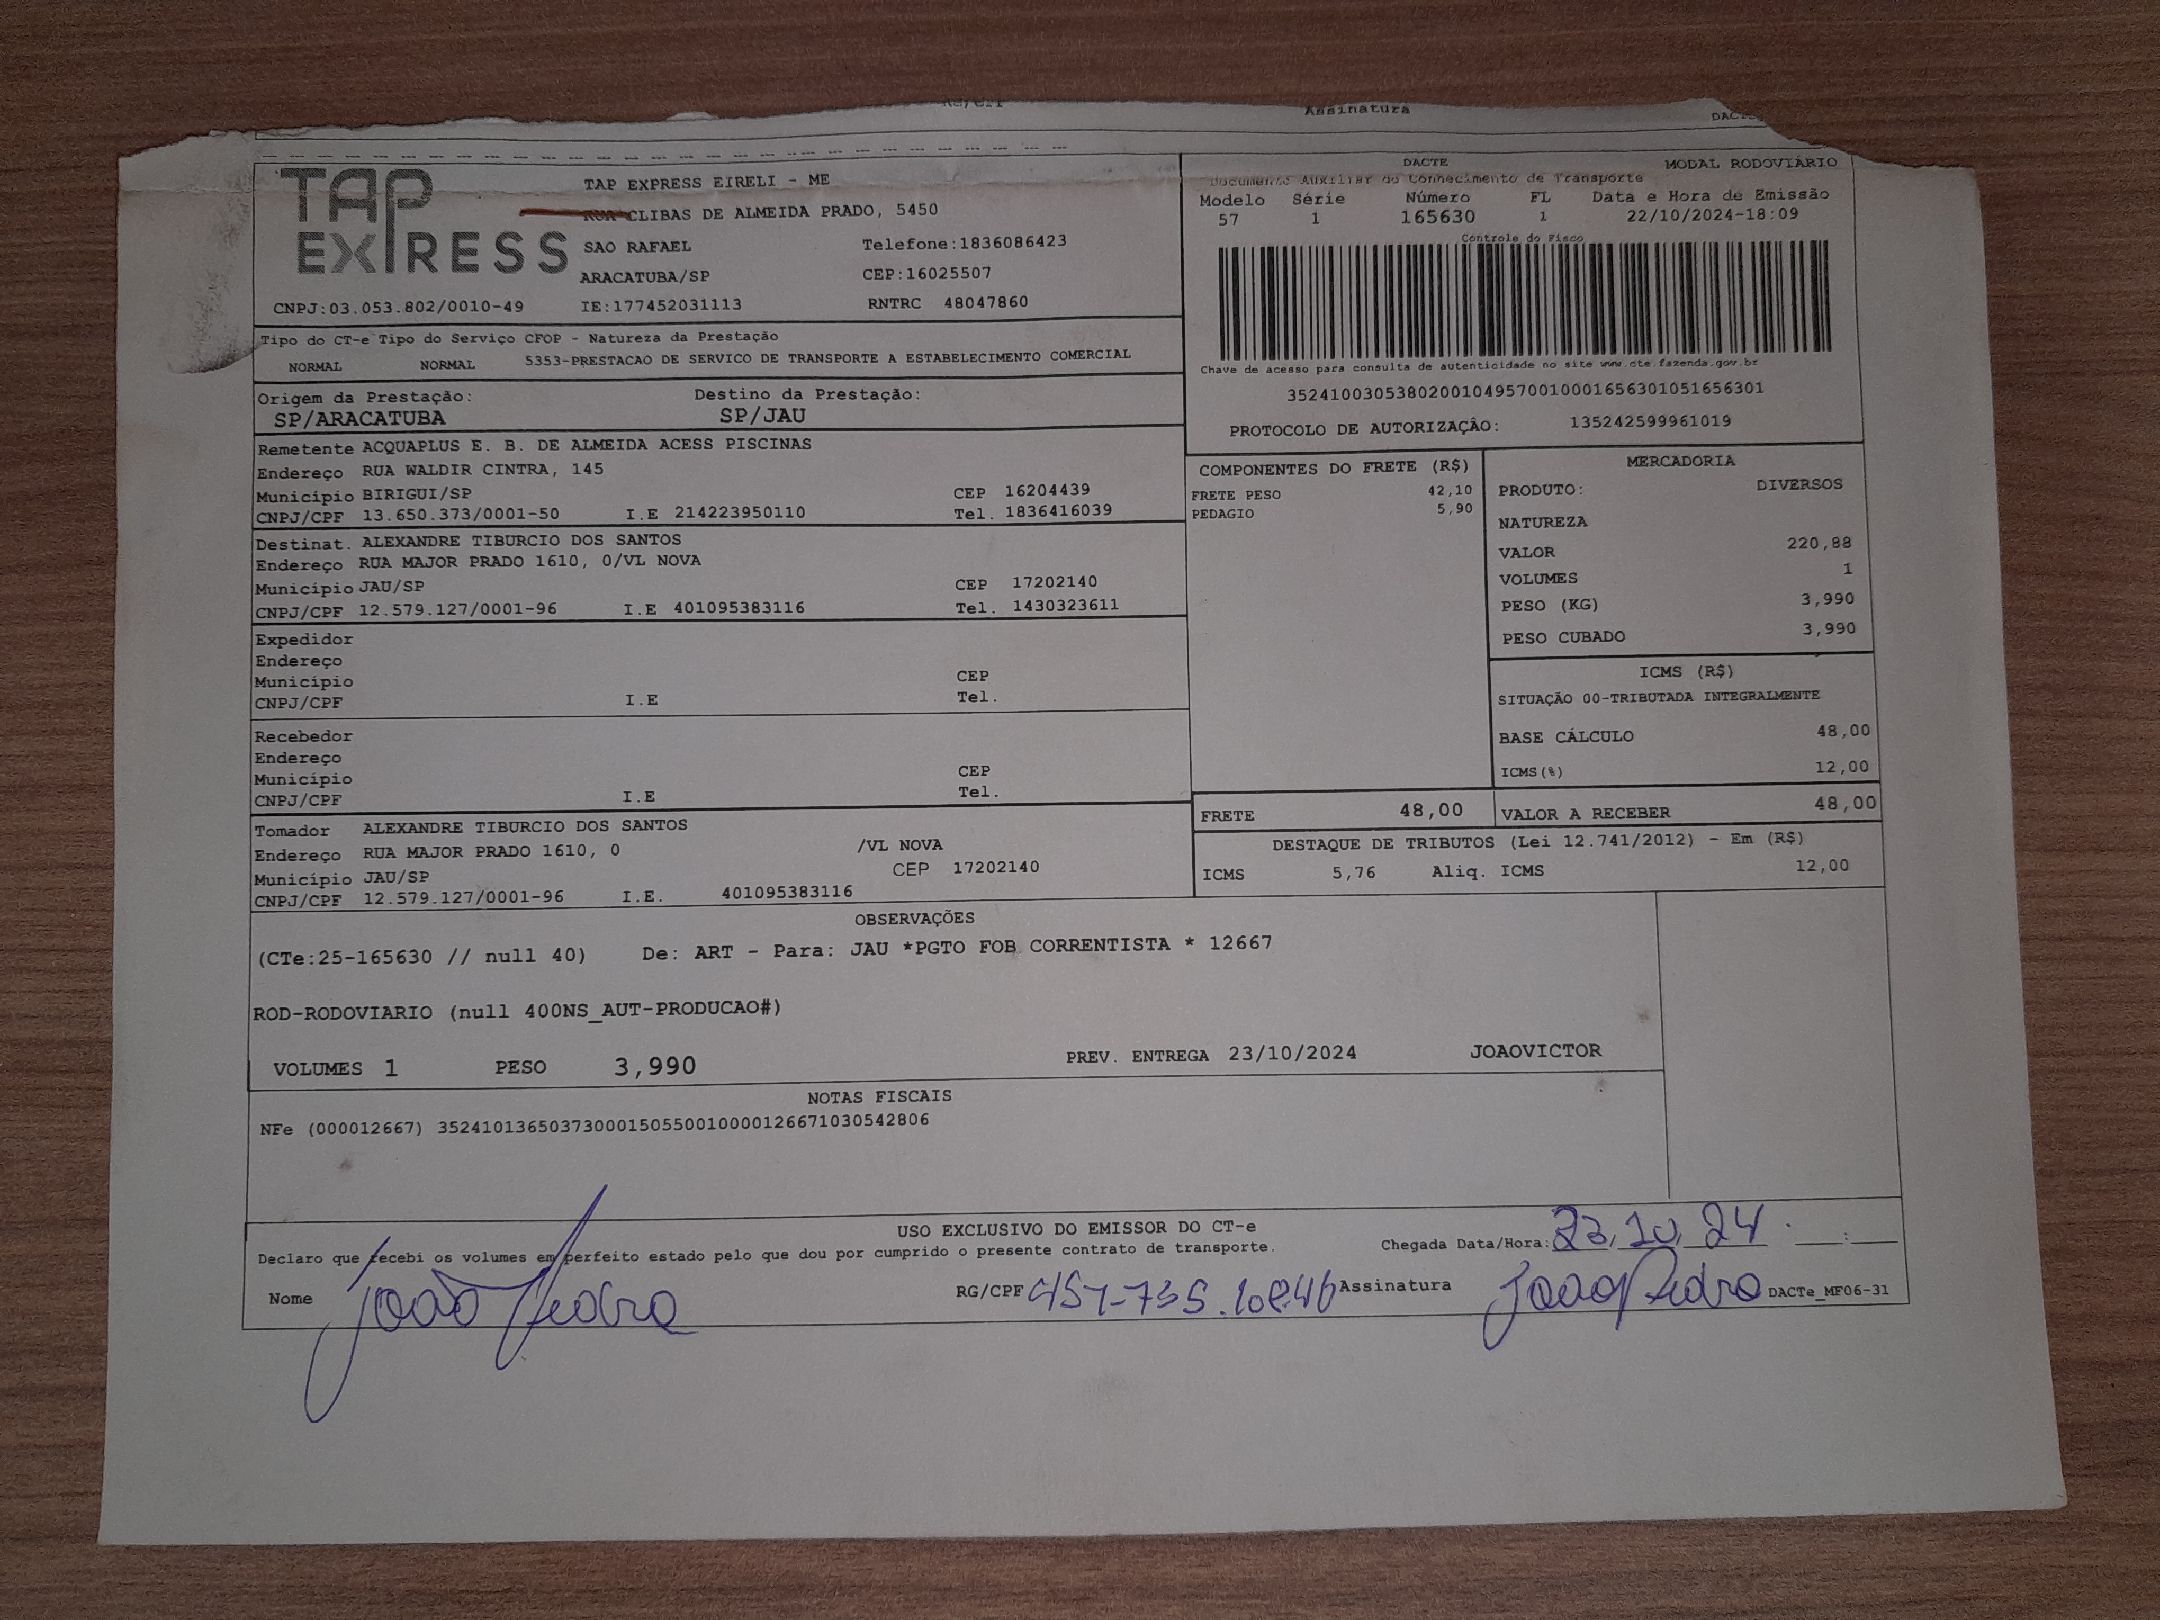 Assinatura
TAP EXPRESS
TAP EXPRESS EIRELI - ME
RUA CLIBAS DE ALMEIDA PRADO, 5450
SAO RAFAEL Telefone:1836086423
ARACATUBA/SP CEP:16025507
CNPJ:03.053.802/0010-49 IE:177452031113 RNTRC 48047860
DACTE MODAL RODOVIÁRIO
Documento Auxiliar do Conhecimento de Transporte
Modelo Série Número FL Data e Hora de Emissão
57 1 165630 1 22/10/2024-18:09
Controle do Fisco
Chave de acesso para consulta de autenticidade no site www.cte.fazenda.gov.br
35241003053802001049570010001656301051656301
PROTOCOLO DE AUTORIZAÇÃO: 135242599961019
Tipo do CT-e Tipo do Serviço CFOP - Natureza da Prestação
NORMAL NORMAL 5353-PRESTACAO DE SERVICO DE TRANSPORTE A ESTABELECIMENTO COMERCIAL
Origem da Prestação: Destino da Prestação:
SP/ARACATUBA SP/JAU
Remetente ACQUAPLUS E. B. DE ALMEIDA ACESS PISCINAS
Endereço RUA WALDIR CINTRA, 145
Município BIRIGUI/SP CEP 16204439
CNPJ/CPF 13.650.373/0001-50 I.E 214223950110 Tel. 1836416039
Destinat. ALEXANDRE TIBURCIO DOS SANTOS
Endereço RUA MAJOR PRADO 1610, 0/VL NOVA
Município JAU/SP CEP 17202140
CNPJ/CPF 12.579.127/0001-96 I.E 401095383116 Tel. 1430323611
Expedidor
Endereço
Município CEP
CNPJ/CPF I.E Tel.
Recebedor
Endereço
Município CEP
CNPJ/CPF I.E Tel.
Tomador ALEXANDRE TIBURCIO DOS SANTOS
Endereço RUA MAJOR PRADO 1610, 0 /VL NOVA
Município JAU/SP CEP 17202140
CNPJ/CPF 12.579.127/0001-96 I.E. 401095383116
COMPONENTES DO FRETE (R$)
FRETE PESO 42,10
PEDAGIO 5,90
MERCADORIA
PRODUTO: DIVERSOS
NATUREZA
VALOR 220,88
VOLUMES 1
PESO (KG) 3,990
PESO CUBADO 3,990
ICMS (R$)
SITUAÇÃO 00-TRIBUTADA INTEGRALMENTE
BASE CÁLCULO 48,00
ICMS(%) 12,00
FRETE 48,00 VALOR A RECEBER 48,00
DESTAQUE DE TRIBUTOS (Lei 12.741/2012) - Em (R$)
ICMS 5,76 Aliq. ICMS 12,00
OBSERVAÇÕES
(CTe:25-165630 // null 40) De: ART - Para: JAU *PGTO FOB CORRENTISTA * 12667
ROD-RODOVIARIO (null 400NS_AUT-PRODUCAO#)
VOLUMES 1 PESO 3,990 PREV. ENTREGA 23/10/2024 JOAOVICTOR
NOTAS FISCAIS
NFe (000012667) 35241013650373000150550010000126671030542806
USO EXCLUSIVO DO EMISSOR DO CT-e
Declaro que recebi os volumes em perfeito estado pelo que dou por cumprido o presente contrato de transporte.
Chegada Data/Hora: 23,10,24 :
Nome João Pedro RG/CPF Assinatura João Pedro DACTe_MF06-31